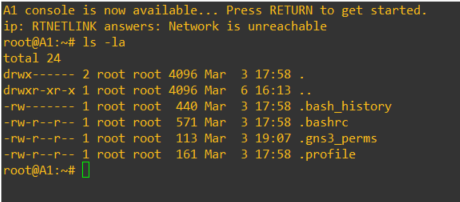 A1 console is now available... Press RETURN to get started.
ip: RTNETLINK answers: Network is unreachable
root@A1:~# ls -la
total 24
drwx------ 2 root root 4096 Mar  3 17:58 .
drwxr-xr-x 1 root root 4096 Mar  6 16:13 ..
-rw------- 1 root root  440 Mar  3 17:58 .bash_history
-rw-r--r-- 1 root root  571 Mar  3 17:58 .bashrc
-rw-r--r-- 1 root root  113 Mar  3 19:07 .gns3_perms
-rw-r--r-- 1 root root  161 Mar  3 17:58 .profile
root@A1:~#